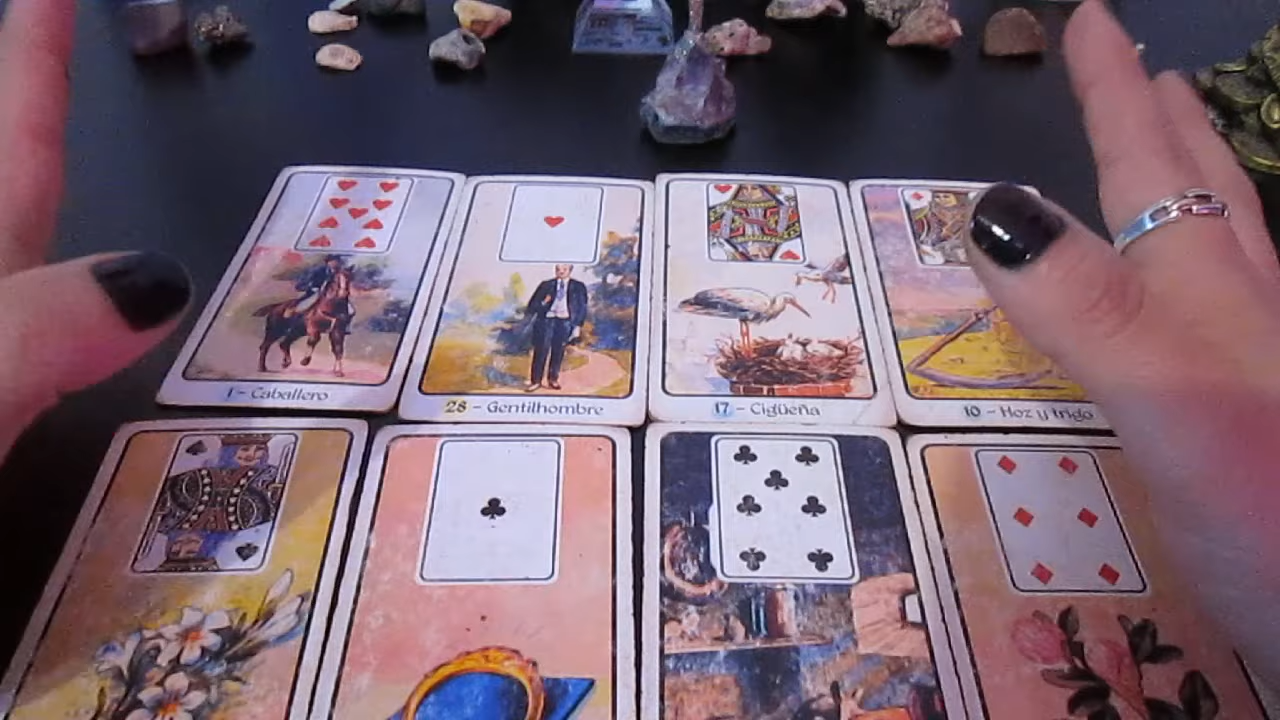 1 - Caballero
28 - Gentilhombre
17 - Cigüeña
10 - Hoz y trigo